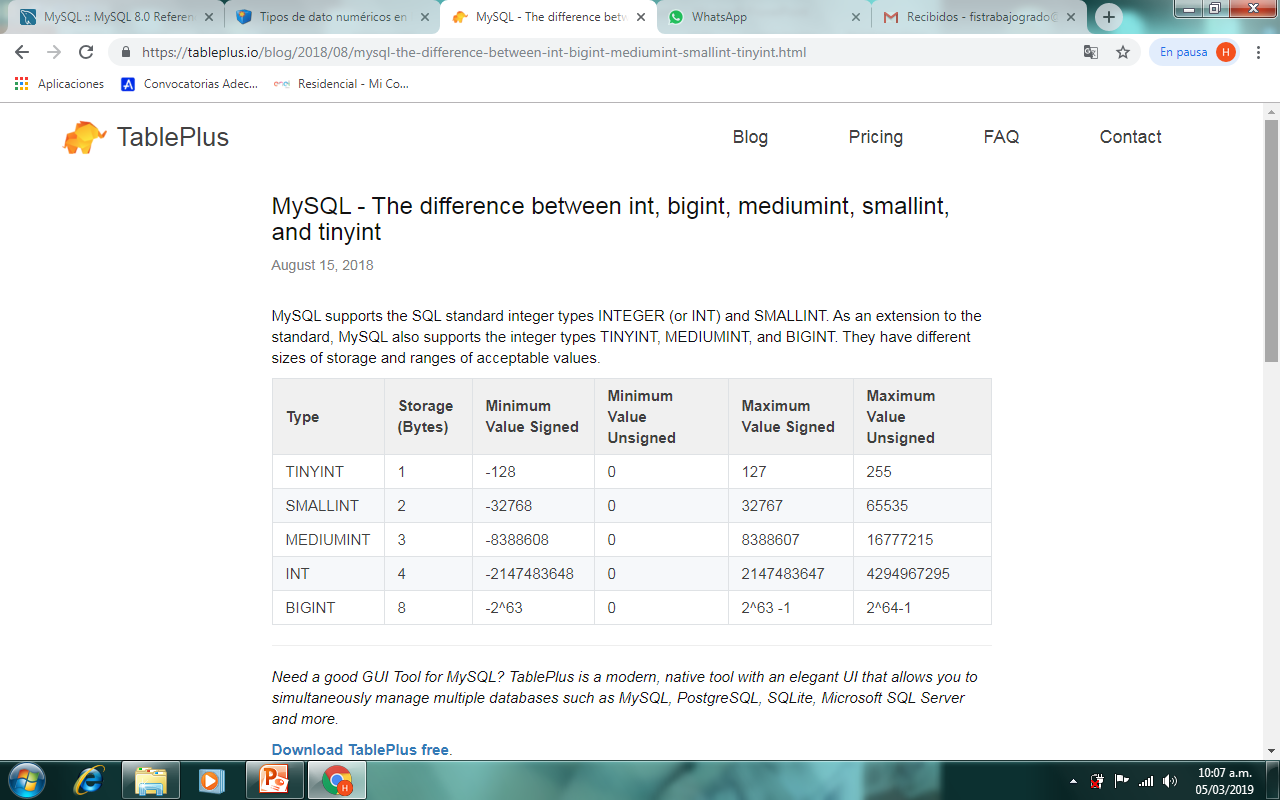 MySQL :: MySQL 8.0 Referen
Tipos de dato numéricos en
MySQL - The difference betw
WhatsApp
Recibidos - fistrabajogrado@
https://tableplus.io/blog/2018/08/mysql-the-difference-between-int-bigint-mediumint-smallint-tinyint.html
En pausa H
Aplicaciones
Convocatorias Adec...
Residencial - Mi Co...
TablePlus
Blog
Pricing
FAQ
Contact
MySQL - The difference between int, bigint, mediumint, smallint,
and tinyint
August 15, 2018
MySQL supports the SQL standard integer types INTEGER (or INT) and SMALLINT. As an extension to the
standard, MySQL also supports the integer types TINYINT, MEDIUMINT, and BIGINT. They have different
sizes of storage and ranges of acceptable values.
Type
Storage
(Bytes)
Minimum
Value Signed
Minimum
Value
Unsigned
Maximum
Value Signed
Maximum
Value
Unsigned
TINYINT 1 -128 0 127 255
SMALLINT 2 -32768 0 32767 65535
MEDIUMINT 3 -8388608 0 8388607 16777215
INT 4 -2147483648 0 2147483647 4294967295
BIGINT 8 -2^63 0 2^63 -1 2^64-1
Need a good GUI Tool for MySQL? TablePlus is a modern, native tool with an elegant UI that allows you to
simultaneously manage multiple databases such as MySQL, PostgreSQL, SQLite, Microsoft SQL Server
and more.
Download TablePlus free.
10:07 a.m.
05/03/2019